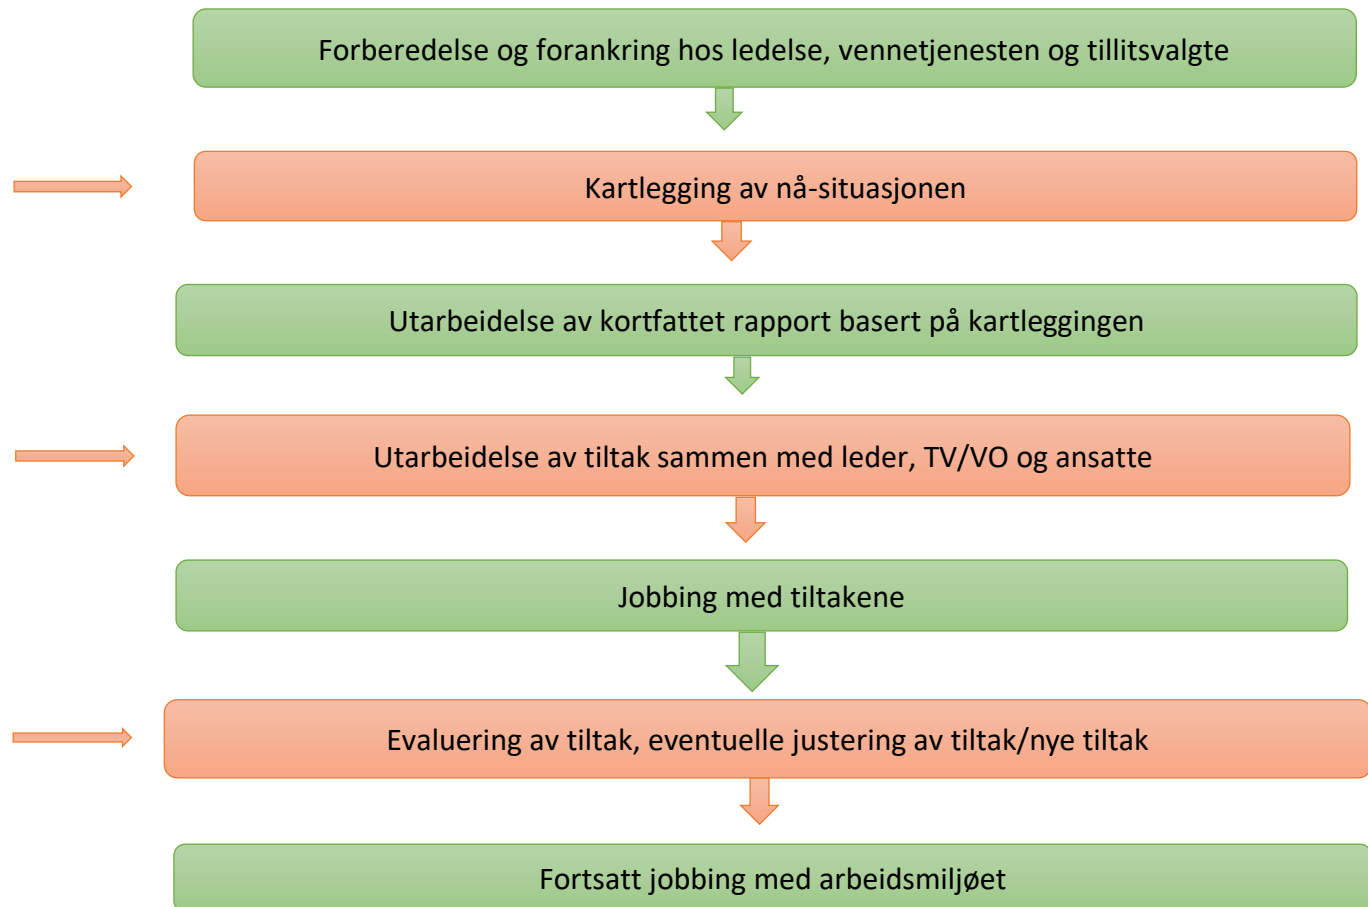 Forberedelse og forankring hos ledelse, vennetjenesten og tillitsvalgte
Kartlegging av nå-situasjonen
Utarbeidelse av kortfattet rapport basert på kartleggingen
Utarbeidelse av tiltak sammen med leder, TV/VO og ansatte
Jobbing med tiltakene
Evaluering av tiltak, eventuelle justering av tiltak/nye tiltak
Fortsatt jobbing med arbeidsmiljøet